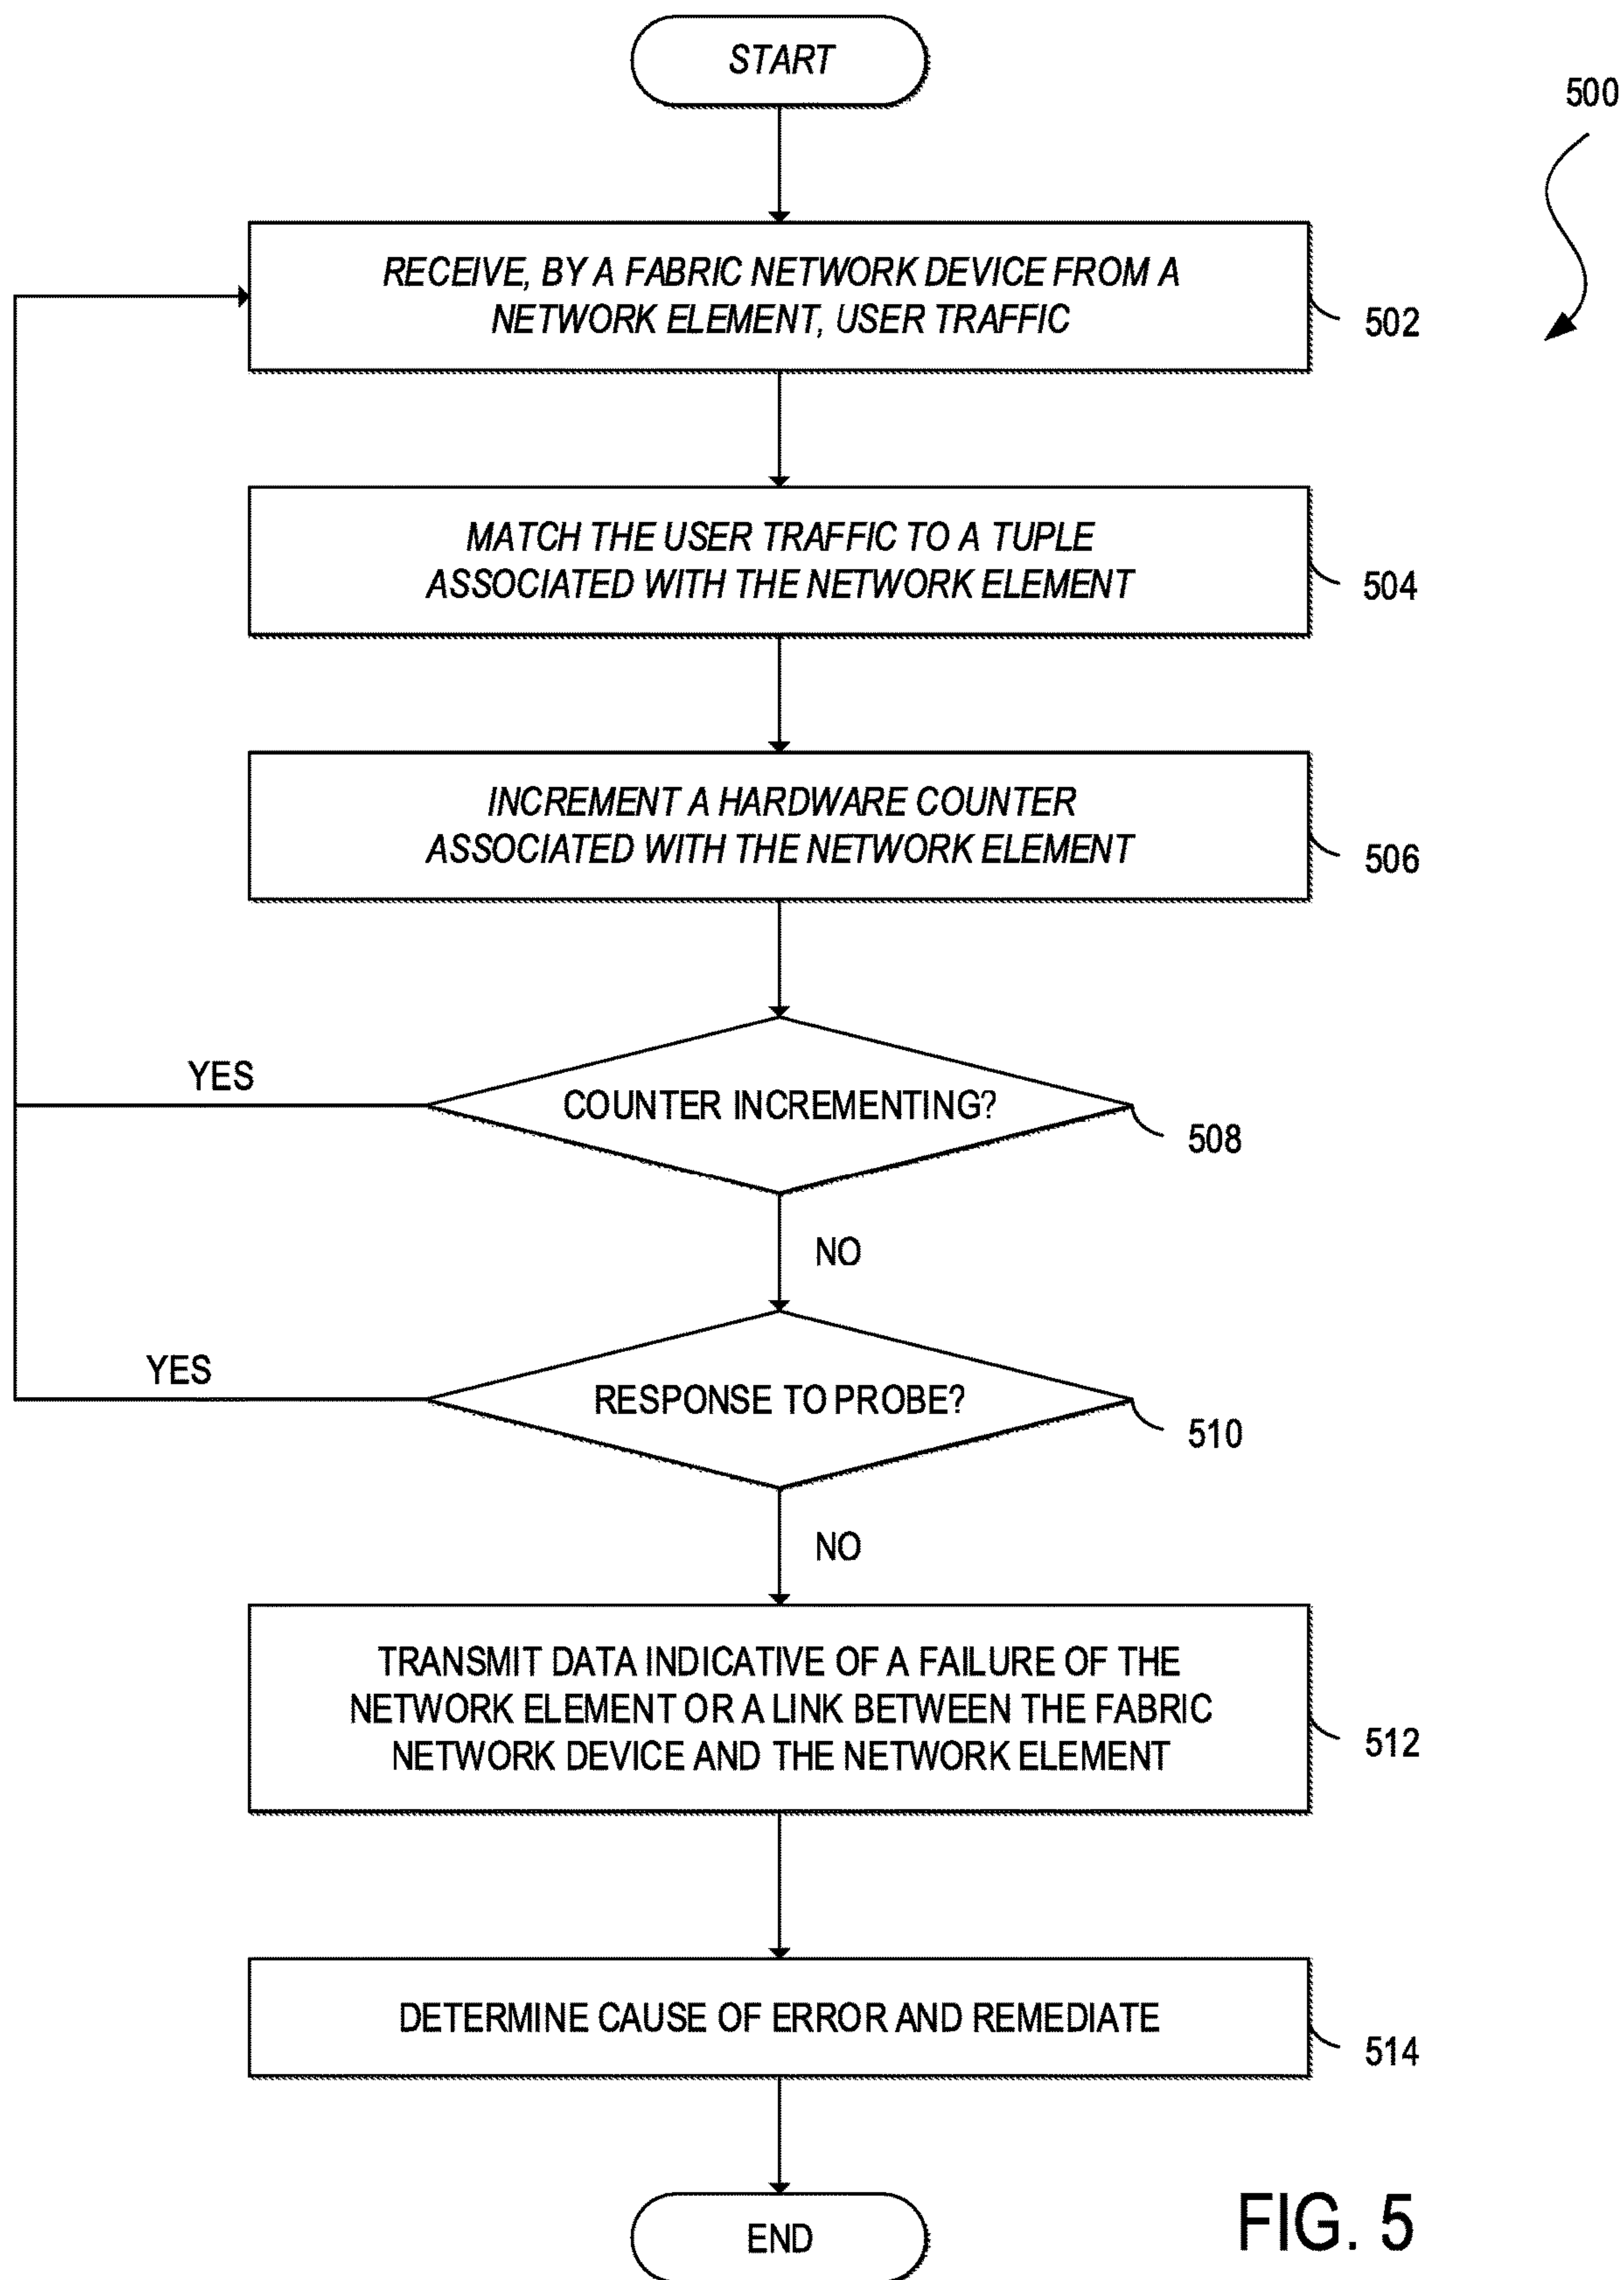 START
500
RECEIVE, BY A FABRIC NETWORK DEVICE FROM A
NETWORK ELEMENT, USER TRAFFIC
502
MATCH THE USER TRAFFIC TO A TUPLE
ASSOCIATED WITH THE NETWORK ELEMENT
504
INCREMENT A HARDWARE COUNTER
ASSOCIATED WITH THE NETWORK ELEMENT
506
YES
COUNTER INCREMENTING?
508
NO
YES
RESPONSE TO PROBE?
510
NO
TRANSMIT DATA INDICATIVE OF A FAILURE OF THE
NETWORK ELEMENT OR A LINK BETWEEN THE FABRIC
NETWORK DEVICE AND THE NETWORK ELEMENT
512
DETERMINE CAUSE OF ERROR AND REMEDIATE
514
END
FIG. 5